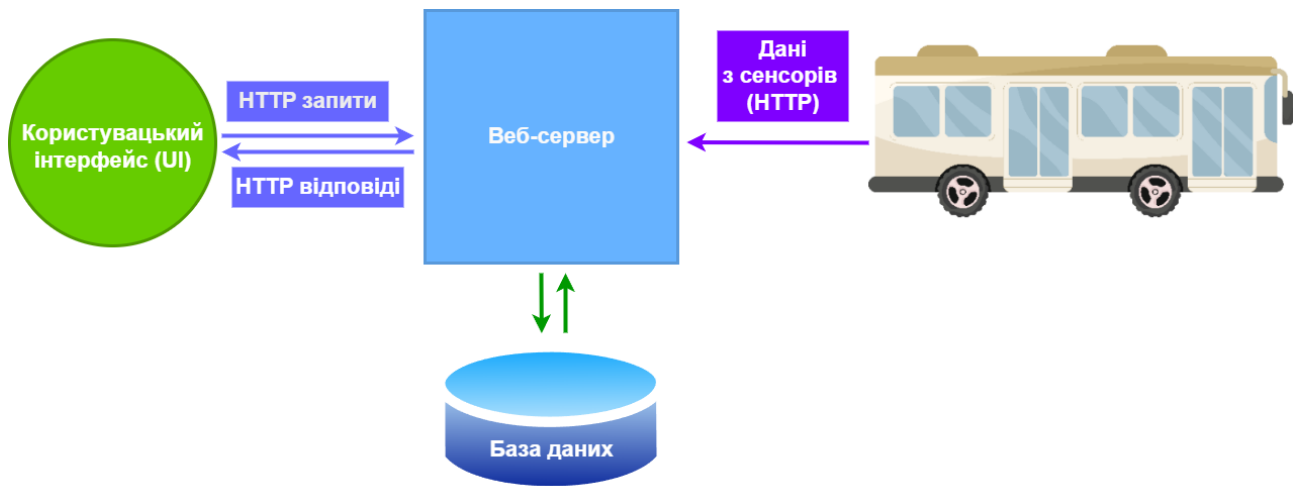 Користувацький
інтерфейс (UI)
HTTP запити
HTTP відповіді
Веб-сервер
Дані
з сенсорів
(HTTP)
База даних